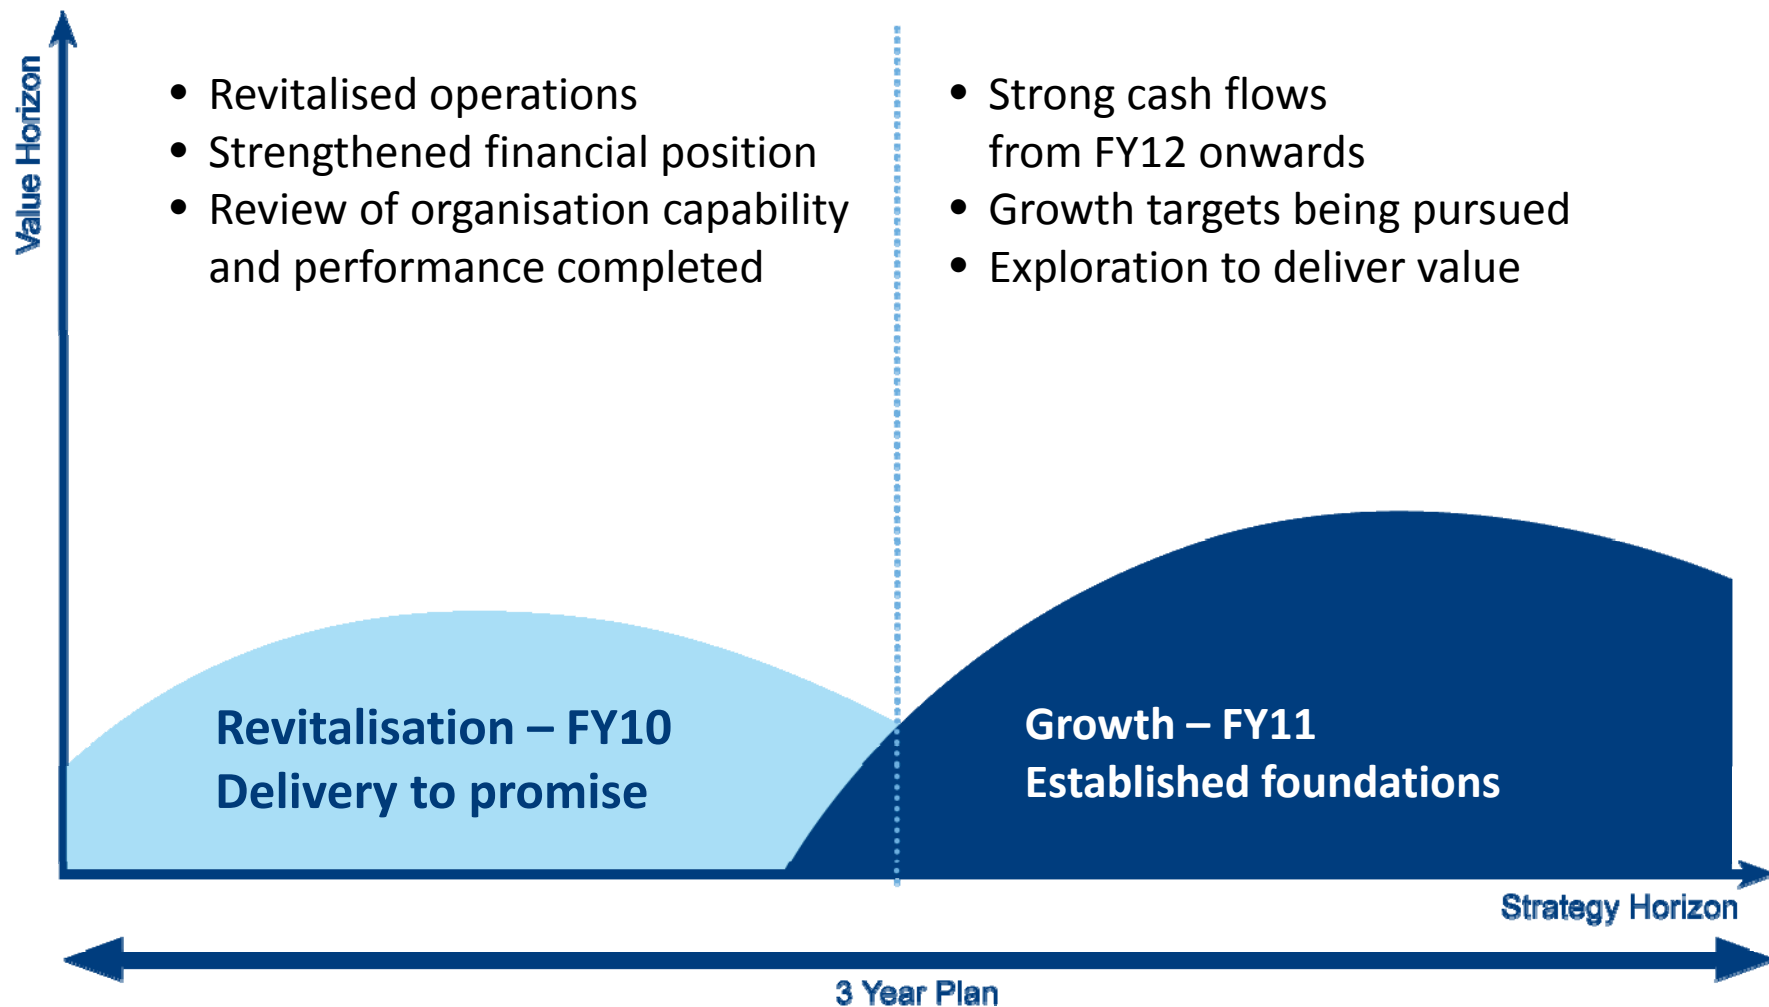 Value Horizon
• Revitalised operations
• Strengthened financial position
• Review of organisation capability
and performance completed
• Strong cash flows
from FY12 onwards
• Growth targets being pursued
• Exploration to deliver value
Revitalisation – FY10
Delivery to promise
Growth – FY11
Established foundations
Strategy Horizon
3 Year Plan